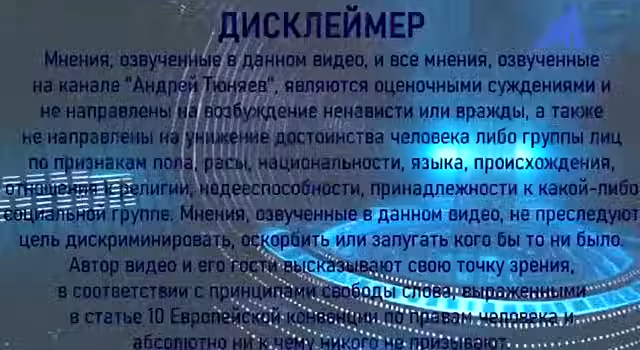 ДИСКЛЕЙМЕР
Мнения, озвученные в данном видео, и все мнения, озвученные
на канале "Андрей Тюняев", являются оценочными суждениями и
не направлены на возбуждение ненависти или вражды, а также
не направлены на унижение достоинства человека либо группы лиц
по признакам пола, расы, национальности, языка, происхождения,
отношения к религии, недееспособности, принадлежности к какой-либо
социальной группе. Мнения, озвученные в данном видео, не преследуют
цель дискриминировать, оскорбить или запугать кого бы то ни было.
Автор видео и его гости высказывают свою точку зрения,
в соответствии с принципами свободы слова, выраженными
в статье 10 Европейской конвенции по правам человека и
абсолютно ни к чему никого не призывают.